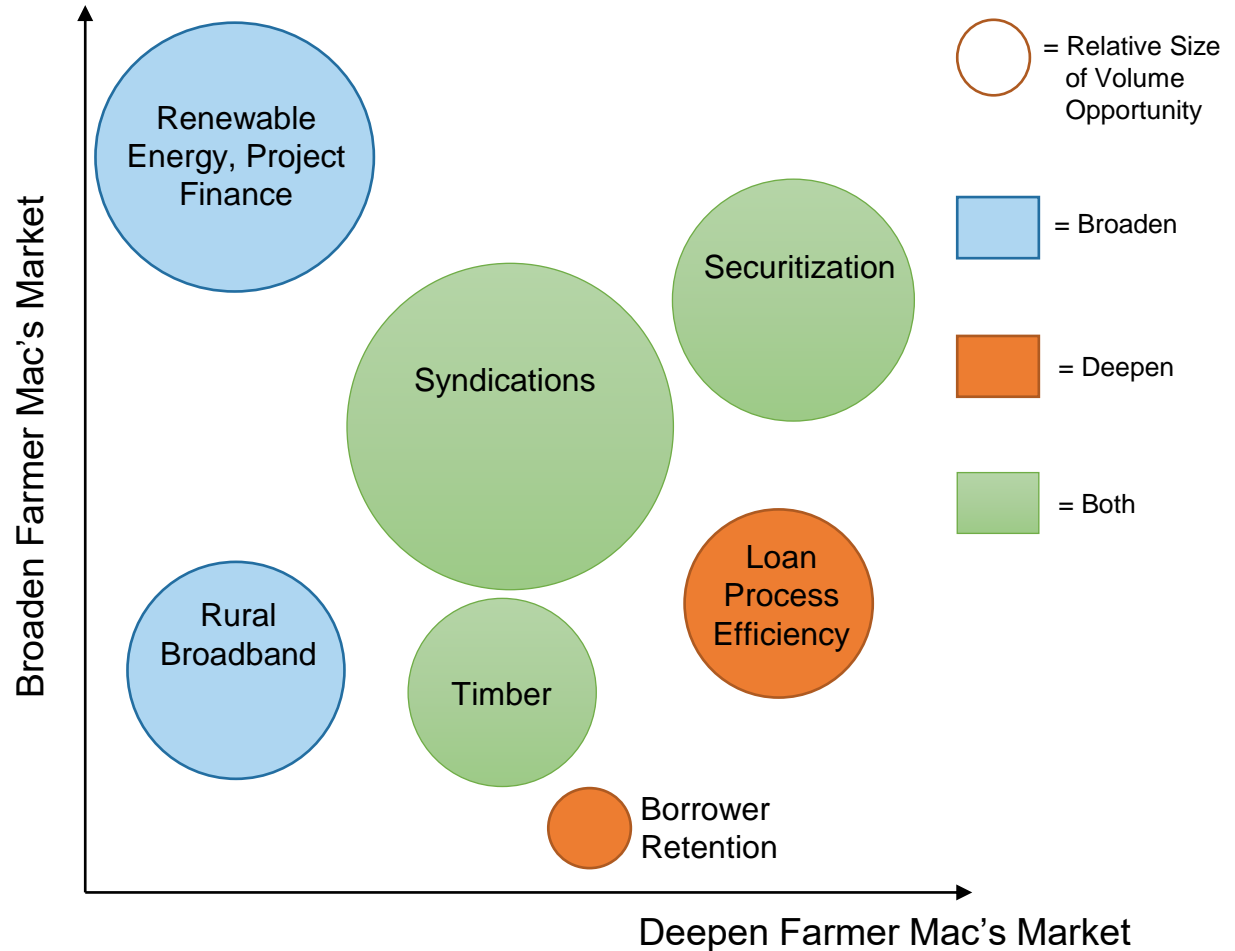 Broaden Farmer Mac’s Market
Renewable
Energy, Project
Finance
Syndications
Securitization
Rural
Broadband
Timber
Loan
Process
Efficiency
Borrower
Retention
Deepen Farmer Mac’s Market
= Relative Size
of Volume
Opportunity
= Broaden
= Deepen
= Both